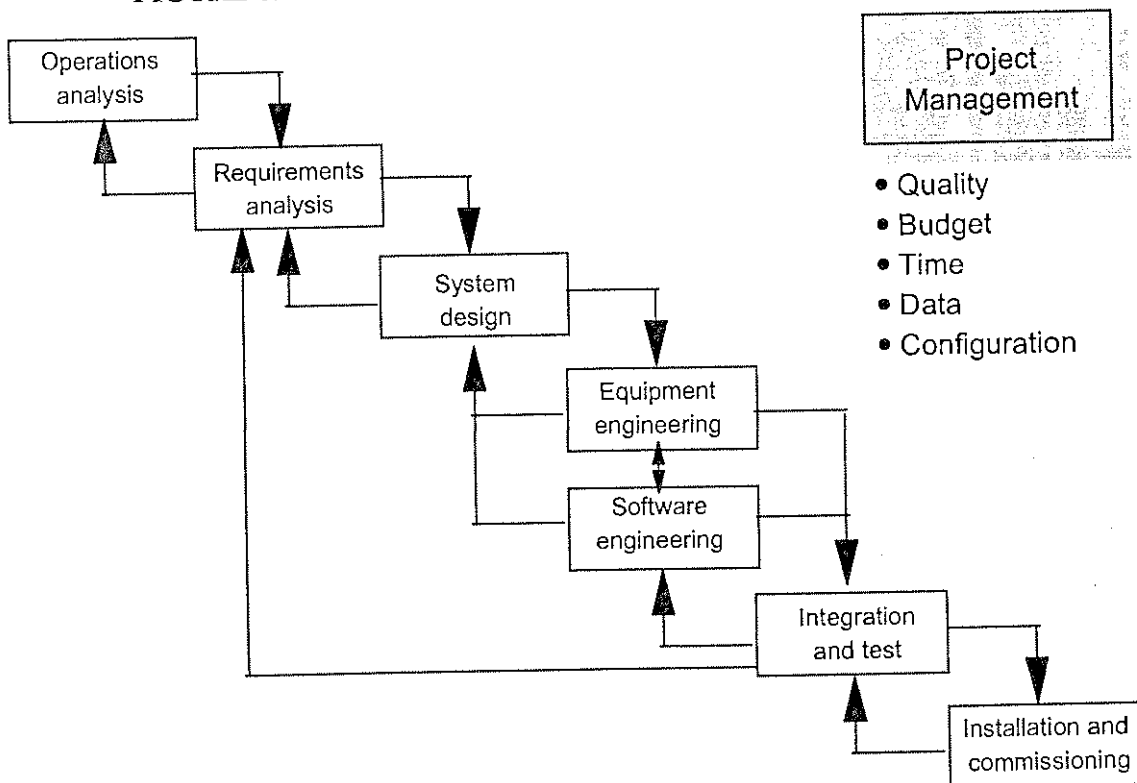 Operations
analysis
Project
Management
Requirements
analysis
• Quality
• Budget
• Time
• Data
• Configuration
System
design
Equipment
engineering
Software
engineering
Integration
and test
Installation and
commissioning